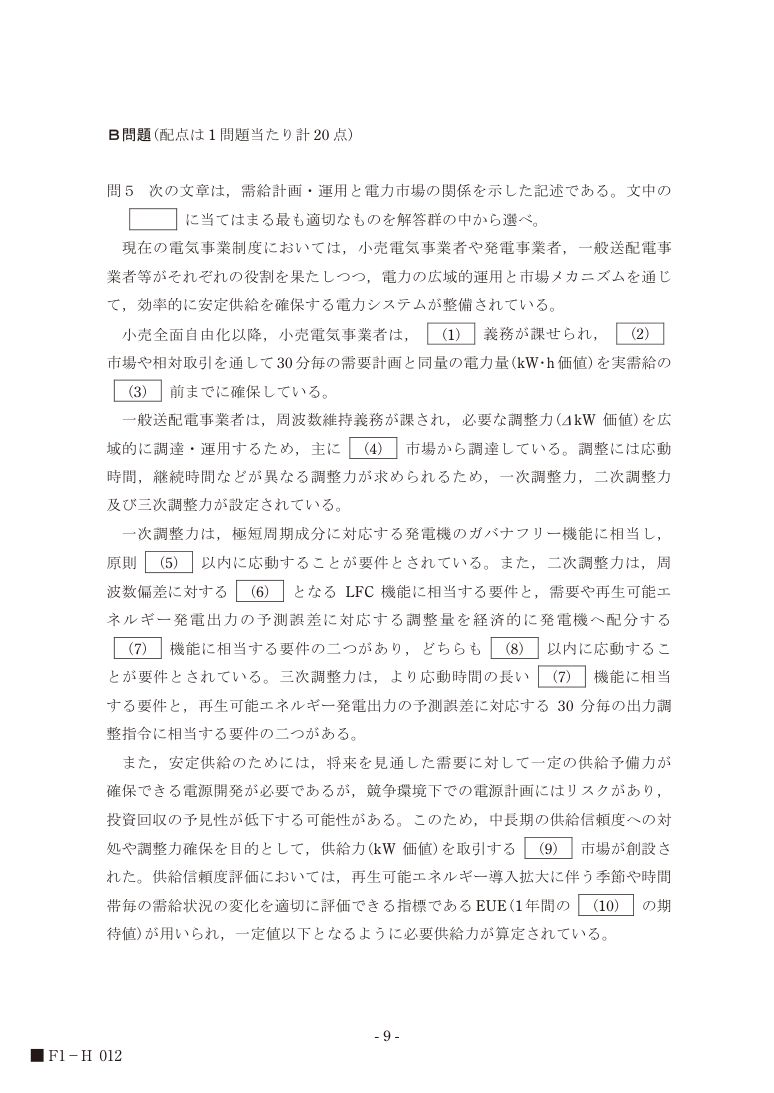 B問題(配点は1問題当たり計20点)
問5 次の文章は，需給計画・運用と電力市場の関係を示した記述である。文中の
に当てはまる最も適切なものを解答群の中から選べ。
現在の電気事業制度においては，小売電気事業者や発電事業者，一般送配電事
業者等がそれぞれの役割を果たしつつ，電力の広域的運用と市場メカニズムを通じ
て，効率的に安定供給を確保する電力システムが整備されている。
小売全面自由化以降，小売電気事業者は， (1) 義務が課せられ， (2)
市場や相対取引を通して30分毎の需要計画と同量の電力量(kW･h価値)を実需給の
(3) 前までに確保している。
一般送配電事業者は，周波数維持義務が課され，必要な調整力(ΔkW 価値)を広
域的に調達・運用するため，主に (4) 市場から調達している。調整には応動
時間，継続時間などが異なる調整力が求められるため，一次調整力，二次調整力
及び三次調整力が設定されている。
一次調整力は，極短周期成分に対応する発電機のガバナフリー機能に相当し，
原則 (5) 以内に応動することが要件とされている。また，二次調整力は，周
波数偏差に対する (6) となる LFC 機能に相当する要件と，需要や再生可能エ
ネルギー発電出力の予測誤差に対応する調整量を経済的に発電機へ配分する
(7) 機能に相当する要件の二つがあり，どちらも (8) 以内に応動するこ
とが要件とされている。三次調整力は，より応動時間の長い (7) 機能に相当
する要件と，再生可能エネルギー発電出力の予測誤差に対応する 30 分毎の出力調
整指令に相当する要件の二つがある。
また，安定供給のためには，将来を見通した需要に対して一定の供給予備力が
確保できる電源開発が必要であるが，競争環境下での電源計画にはリスクがあり，
投資回収の予見性が低下する可能性がある。このため，中長期の供給信頼度への対
処や調整力確保を目的として，供給力(kW 価値)を取引する (9) 市場が創設さ
れた。供給信頼度評価においては，再生可能エネルギー導入拡大に伴う季節や時間
帯毎の需給状況の変化を適切に評価できる指標であるEUE(1年間の (10) の期
待値)が用いられ，一定値以下となるように必要供給力が算定されている。
- 9 -
■F1－H 012